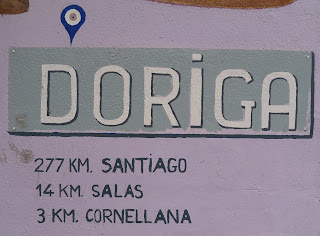 DORiGA
277 KM. SANTiAGO
14 KM. SALAS
3 KM. CORNELLANA